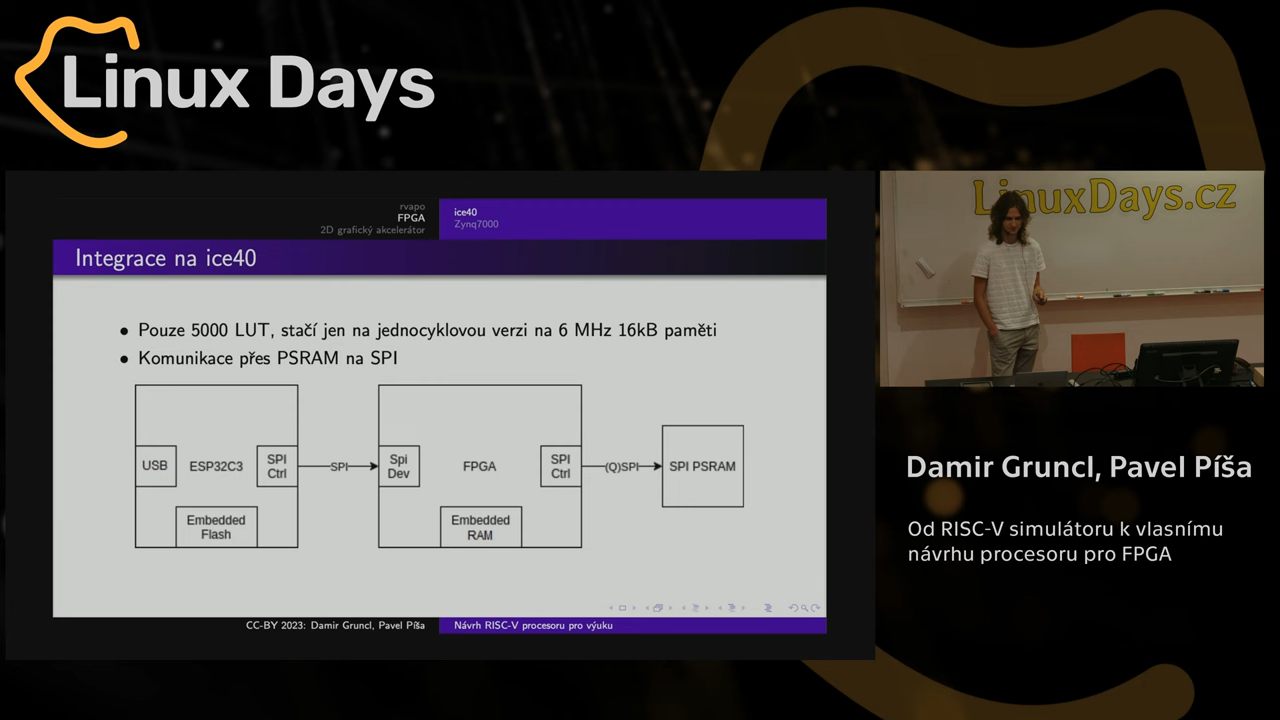 Linux Days
rvapo
FPGA
2D grafický akcelerátor
ice40
Zynq7000
Integrace na ice40
• Pouze 5000 LUT, stačí jen na jednocyklovou verzi na 6 MHz 16kB paměti
• Komunikace přes PSRAM na SPI
USB
ESP32C3
SPI
Ctrl
Embedded
Flash
SPI
Spi
Dev
FPGA
SPI
Ctrl
Embedded
RAM
(Q)SPI
SPI PSRAM
CC-BY 2023: Damir Gruncl, Pavel Píša
Návrh RISC-V procesoru pro výuku
LinuxDays.cz
Damir Gruncl, Pavel Píša
Od RISC-V simulátoru k vlasnímu
návrhu procesoru pro FPGA